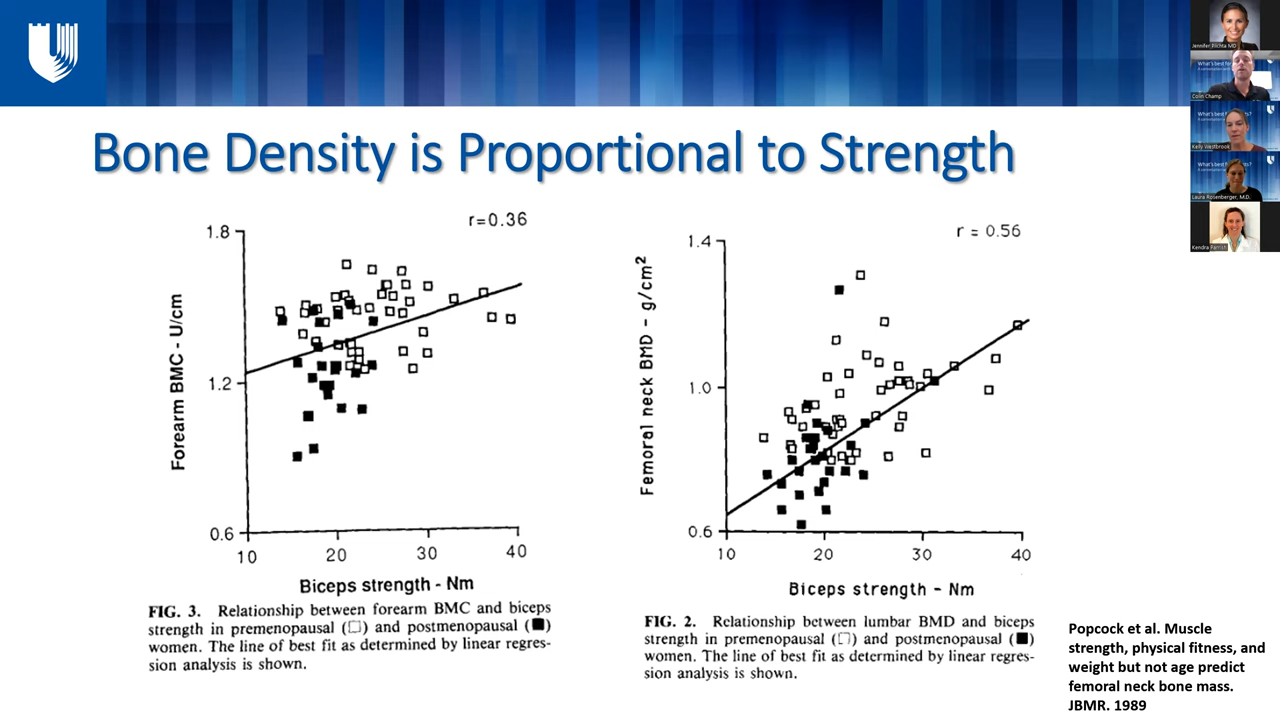 Bone Density is Proportional to Strength
r=0.36
1.8
1.2
0.6
10 20 30 40
Forearm BMC - U/cm
Biceps strength - Nm
FIG. 3. Relationship between forearm BMC and biceps
strength in premenopausal (□) and postmenopausal (■)
women. The line of best fit as determined by linear regres-
sion analysis is shown.
r = 0.56
1.4
1.0
0.6
10 20 30 40
Femoral neck BMD - g/cm²
Biceps strength - Nm
FIG. 2. Relationship between lumbar BMD and biceps
strength in premenopausal (□) and postmenopausal (■)
women. The line of best fit as determined by linear regres-
sion analysis is shown.
Popcock et al. Muscle
strength, physical fitness, and
weight but not age predict
femoral neck bone mass.
JBMR. 1989
Jennifer Plichta MD
What's best
Colin Champ
What's best
Kelly Westbrook
What's best
Laura Rosenberger, M.D.
Kendra Parrish